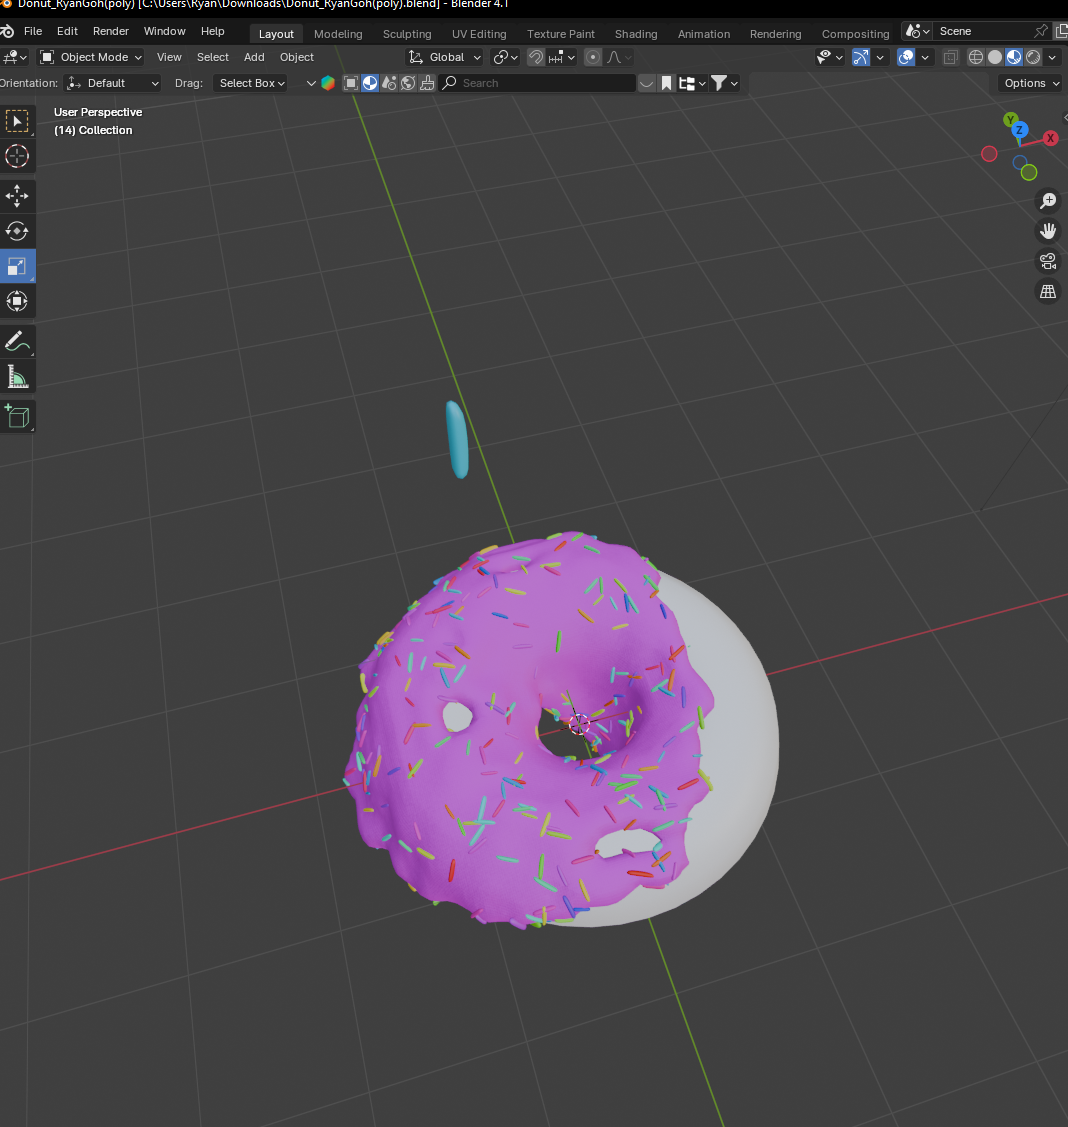 Donut_RyanGoh(poly) [C:\Users\Ryan\Downloads\Donut_RyanGoh(poly).blend] - Blender 4.1
File Edit Render Window Help Layout Modeling Sculpting UV Editing Texture Paint Shading Animation Rendering Compositing Scene
Object Mode View Select Add Object Global
Orientation: Default Drag: Select Box Search Options
User Perspective
(14) Collection
Y
Z
X